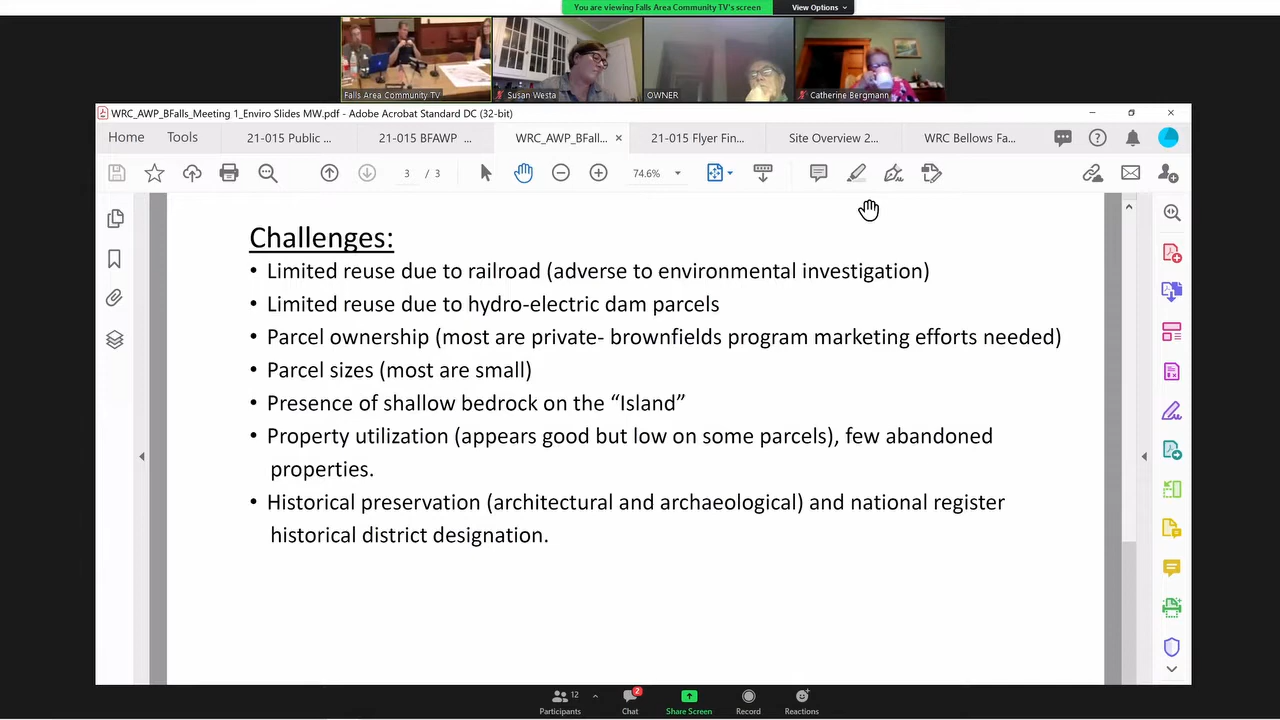 You are viewing Falls Area Community TV's screen
View Options
Falls Area Community TV
Susan Westa
OWNER
Catherine Bergmann
WRC_AWP_BFalls_Meeting 1_Enviro Slides MW.pdf - Adobe Acrobat Standard DC (32-bit)
Home
Tools
21-015 Public ...
21-015 BFAWP ...
WRC_AWP_BFall...
21-015 Flyer Fin...
Site Overview 2...
WRC Bellows Fa...
3 / 3
74.6%
Challenges:
• Limited reuse due to railroad (adverse to environmental investigation)
• Limited reuse due to hydro-electric dam parcels
• Parcel ownership (most are private- brownfields program marketing efforts needed)
• Parcel sizes (most are small)
• Presence of shallow bedrock on the “Island”
• Property utilization (appears good but low on some parcels), few abandoned
properties.
• Historical preservation (architectural and archaeological) and national register
historical district designation.
12
2
Participants
Chat
Share Screen
Record
Reactions